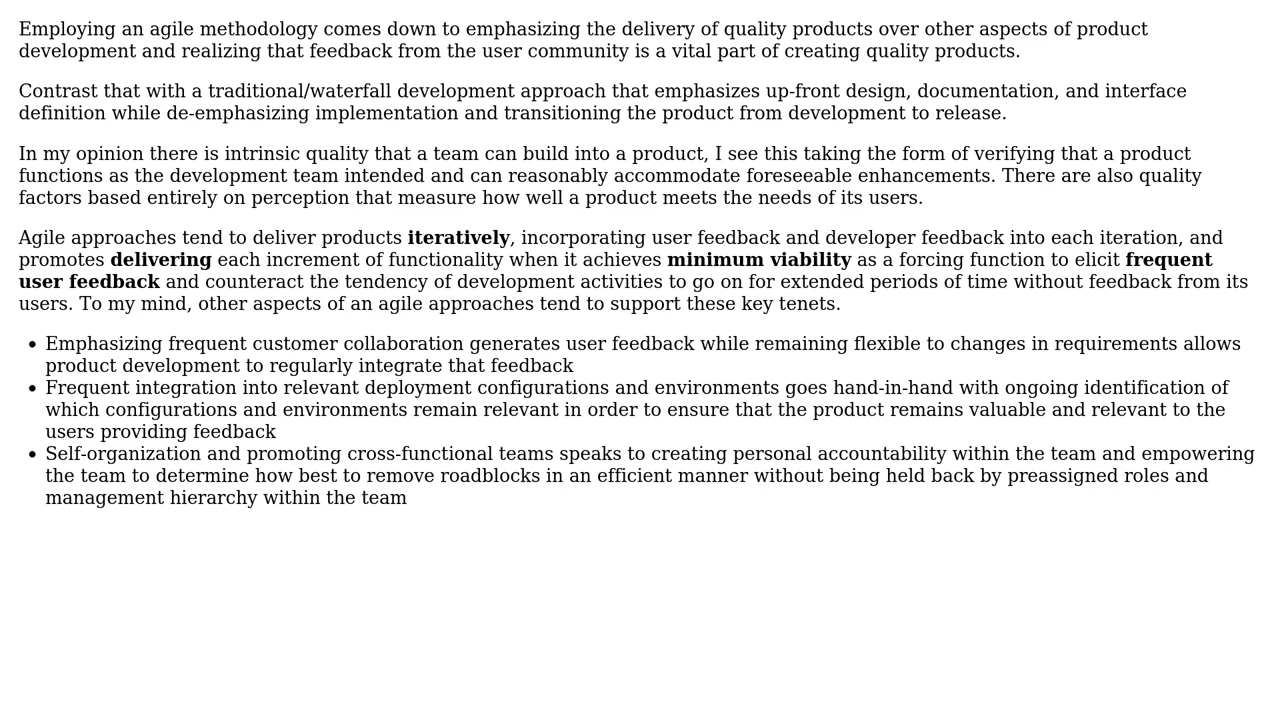 Employing an agile methodology comes down to emphasizing the delivery of quality products over other aspects of product
development and realizing that feedback from the user community is a vital part of creating quality products.
Contrast that with a traditional/waterfall development approach that emphasizes up-front design, documentation, and interface
definition while de-emphasizing implementation and transitioning the product from development to release.
In my opinion there is intrinsic quality that a team can build into a product, I see this taking the form of verifying that a product
functions as the development team intended and can reasonably accommodate foreseeable enhancements. There are also quality
factors based entirely on perception that measure how well a product meets the needs of its users.
Agile approaches tend to deliver products iteratively, incorporating user feedback and developer feedback into each iteration, and
promotes delivering each increment of functionality when it achieves minimum viability as a forcing function to elicit frequent
user feedback and counteract the tendency of development activities to go on for extended periods of time without feedback from its
users. To my mind, other aspects of an agile approaches tend to support these key tenets.
• Emphasizing frequent customer collaboration generates user feedback while remaining flexible to changes in requirements allows
product development to regularly integrate that feedback
• Frequent integration into relevant deployment configurations and environments goes hand-in-hand with ongoing identification of
which configurations and environments remain relevant in order to ensure that the product remains valuable and relevant to the
users providing feedback
• Self-organization and promoting cross-functional teams speaks to creating personal accountability within the team and empowering
the team to determine how best to remove roadblocks in an efficient manner without being held back by preassigned roles and
management hierarchy within the team